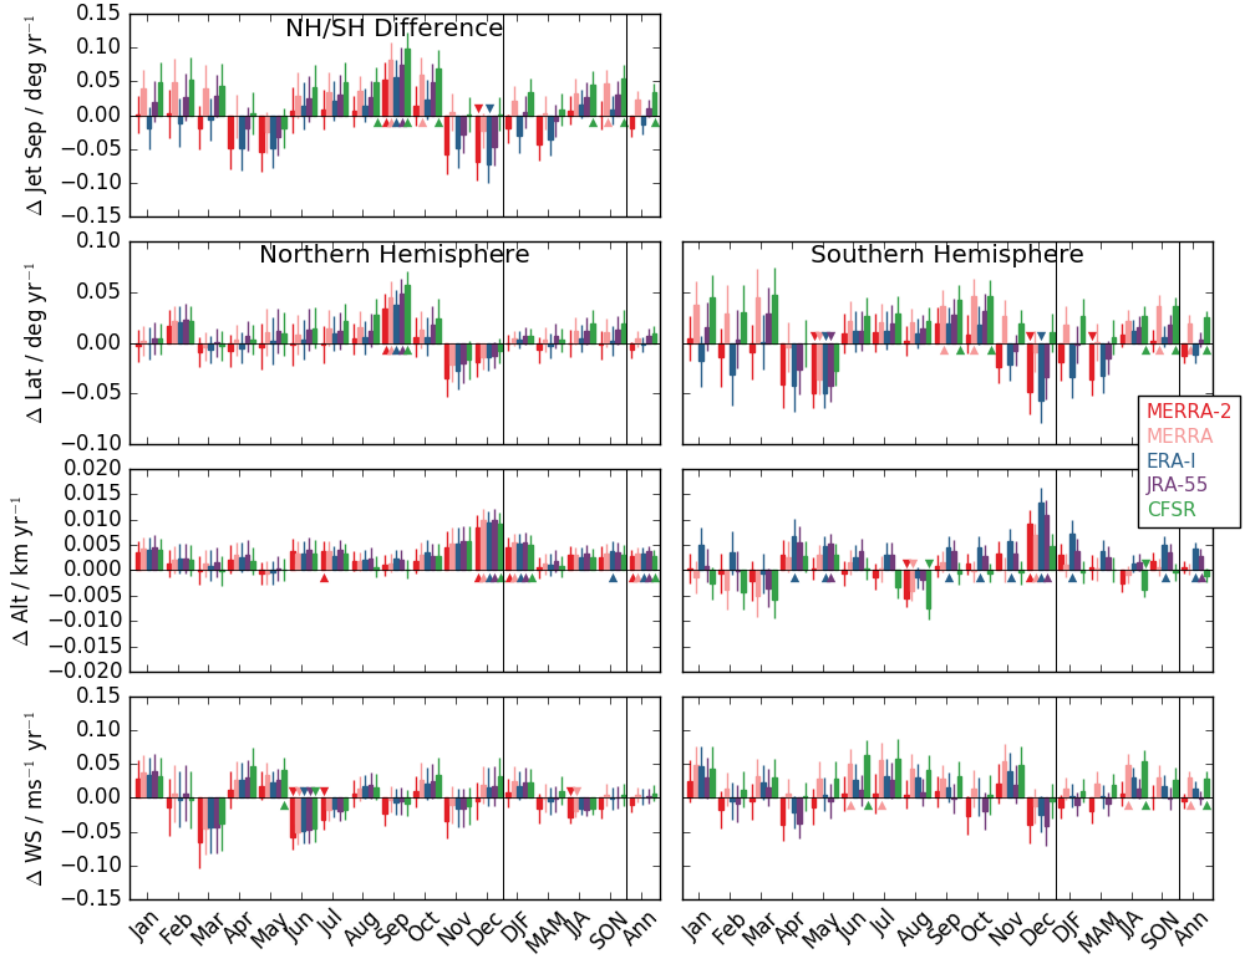 NH/SH Difference
Δ Jet Sep / deg yr⁻¹
0.15
0.10
0.05
0.00
−0.05
−0.10
−0.15
Northern Hemisphere
Southern Hemisphere
Δ Lat / deg yr⁻¹
0.10
0.05
0.00
−0.05
−0.10
MERRA-2
MERRA
ERA-I
JRA-55
CFSR
Δ Alt / km yr⁻¹
0.020
0.015
0.010
0.005
0.000
−0.005
−0.010
−0.015
−0.020
Δ WS / ms⁻¹ yr⁻¹
0.15
0.10
0.05
0.00
−0.05
−0.10
−0.15
Jan Feb Mar Apr May Jun Jul Aug Sep Oct Nov Dec DJF MAM JJA SON Ann
Jan Feb Mar Apr May Jun Jul Aug Sep Oct Nov Dec DJF MAM JJA SON Ann